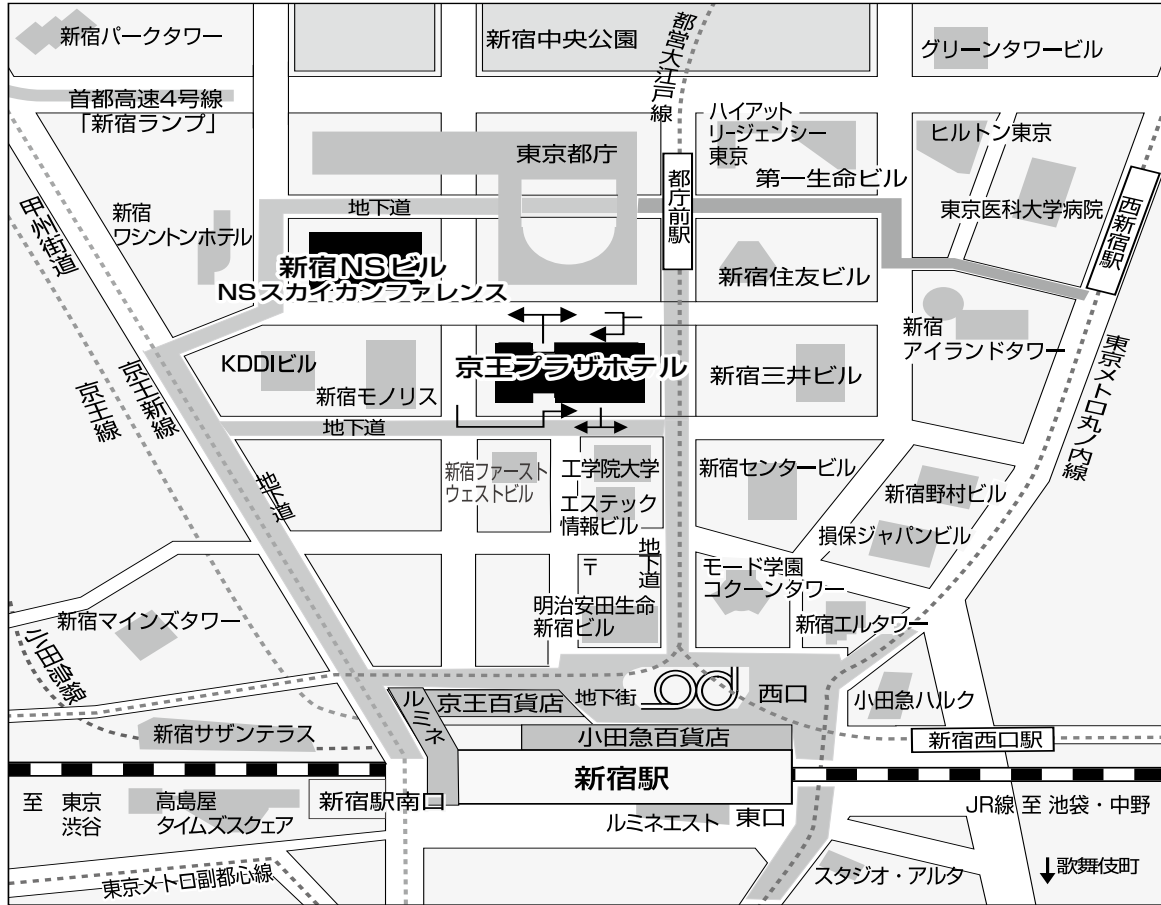 新宿パークタワー
新宿中央公園
都営大江戸線
グリーンタワービル
首都高速4号線
「新宿ランプ」
ハイアット
リージェンシー
東京
ヒルトン東京
東京都庁
都庁前駅
第一生命ビル
西新宿駅
甲州街道
新宿
ワシントンホテル
地下道
東京医科大学病院
新宿NSビル
NSスカイカンファレンス
新宿住友ビル
新宿
アイランドタワー
東京メトロ丸ノ内線
KDDIビル
新宿モノリス
京王プラザホテル
新宿三井ビル
京王新線
京王線
地下道
地下道
新宿ファースト
ウェストビル
工学院大学
エステック
情報ビル
新宿センタービル
新宿野村ビル
損保ジャパンビル
地下道
〒
モード学園
コクーンタワー
明治安田生命
新宿ビル
新宿エルタワー
新宿マインズタワー
小田急線
ルミネ
京王百貨店
地下街
西口
小田急ハルク
新宿サザンテラス
小田急百貨店
新宿西口駅
新宿駅
至 東京
渋谷
高島屋
タイムズスクェア
新宿駅南口
ルミネエスト
東口
JR線 至 池袋・中野
東京メトロ副都心線
スタジオ・アルタ
↓歌舞伎町